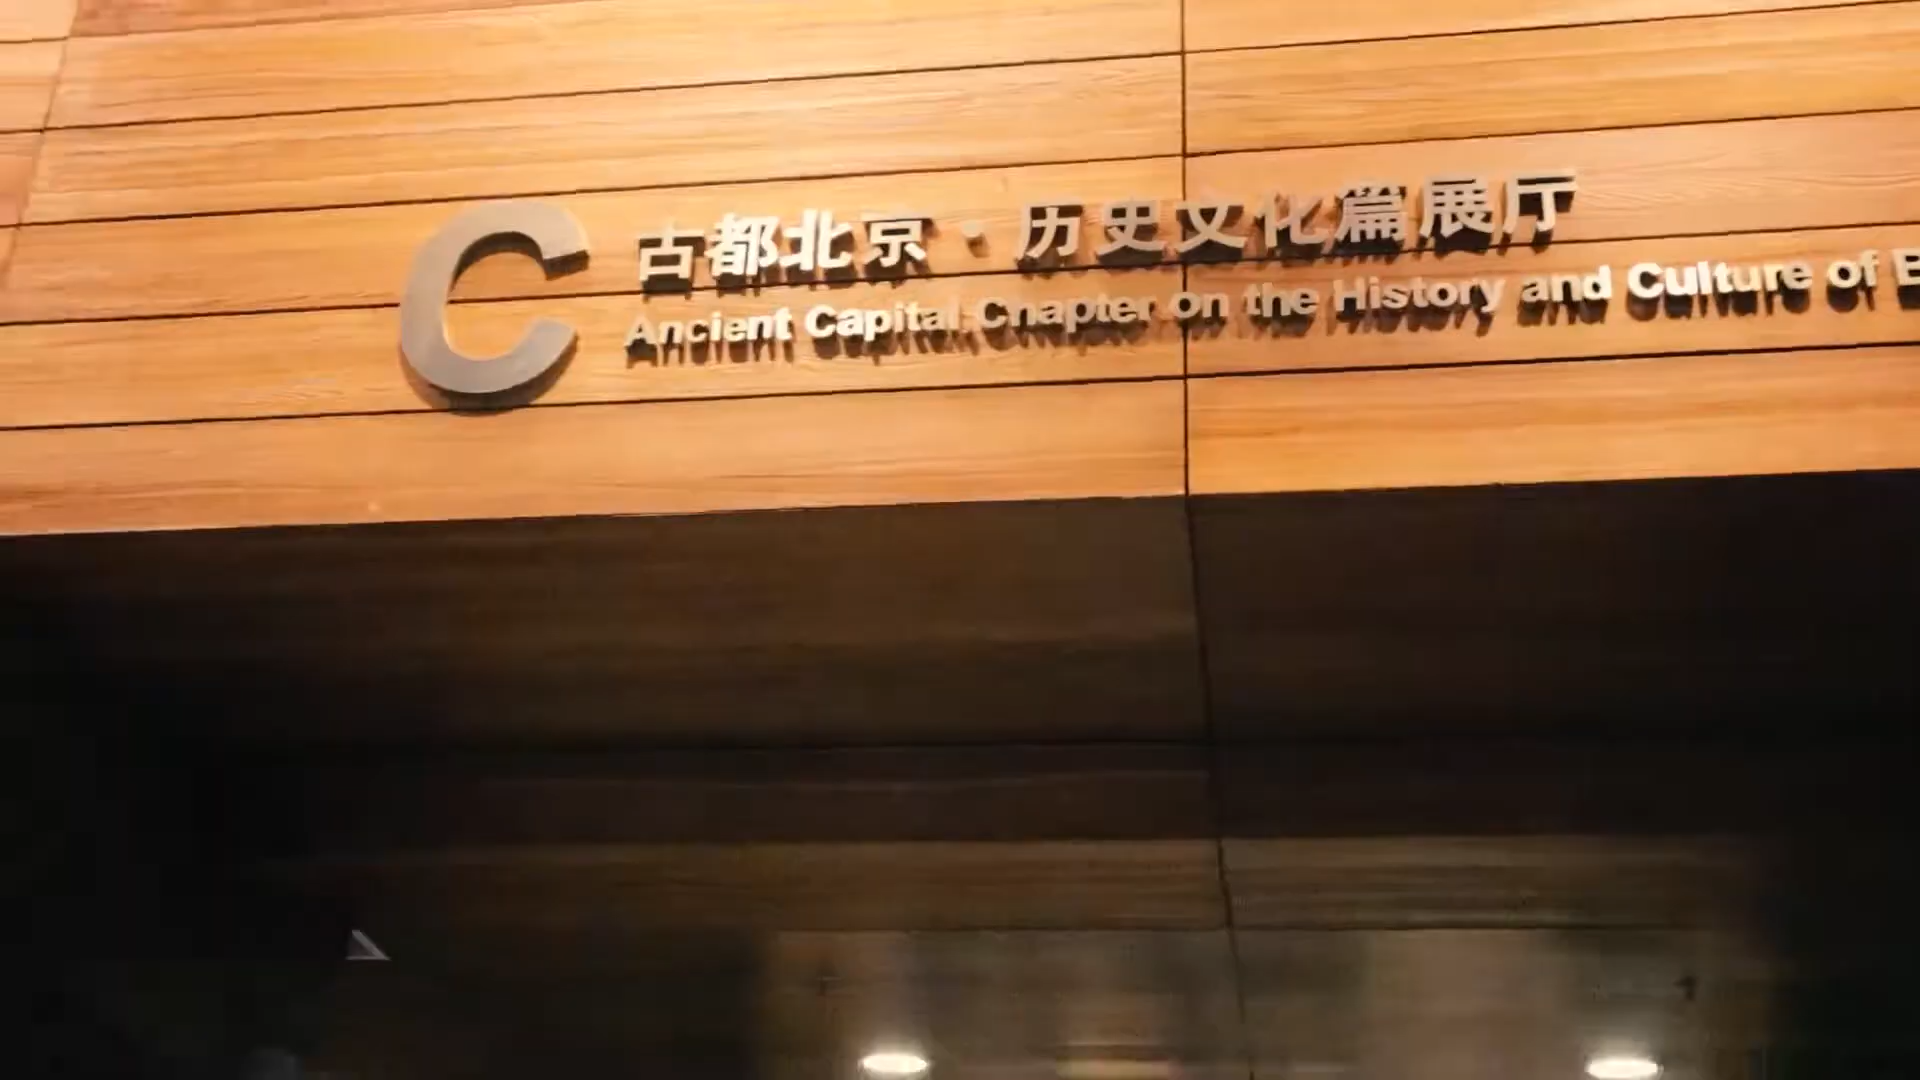 C
古都北京·历史文化篇展厅
Ancient Capital Chapter on the History and Culture of